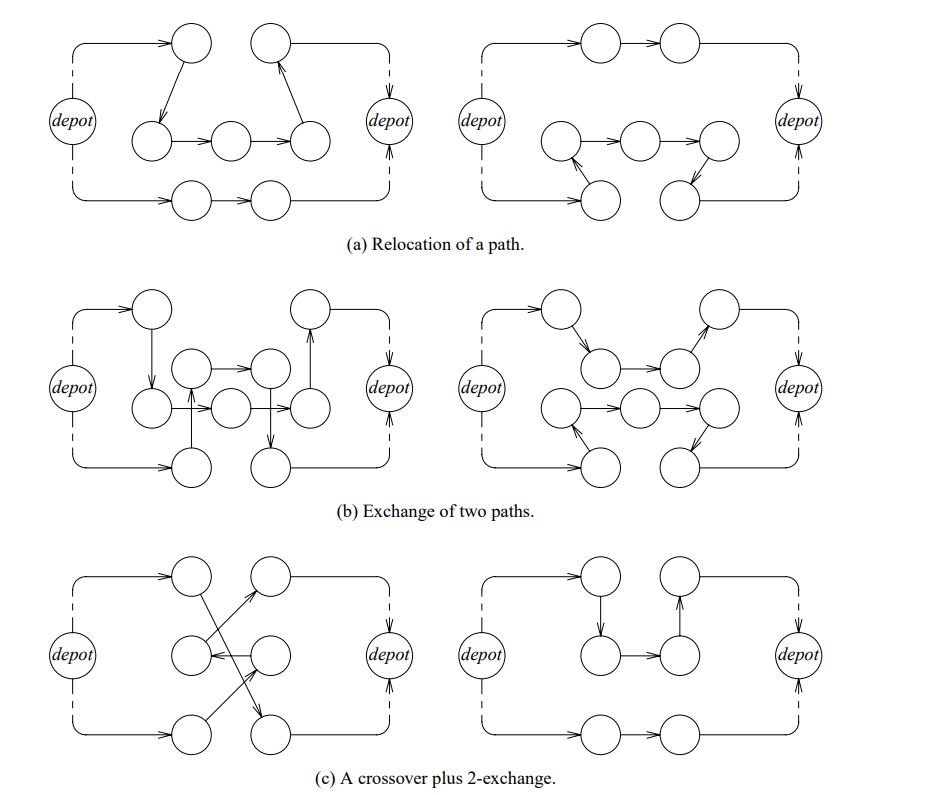 depot depot depot depot
(a) Relocation of a path.
depot depot depot depot
(b) Exchange of two paths.
depot depot depot depot
(c) A crossover plus 2-exchange.